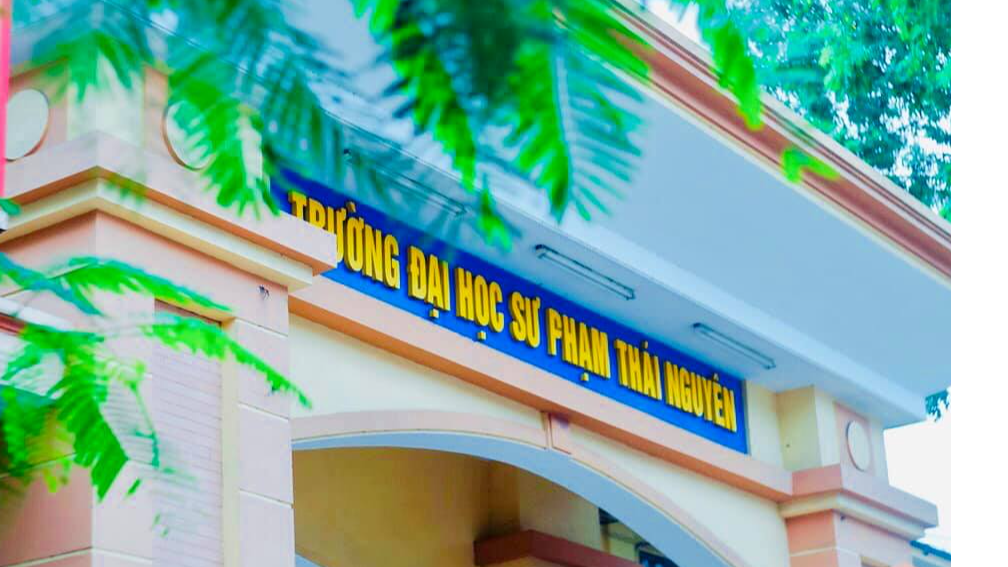 TRƯỜNG ĐẠI HỌC SƯ PHẠM THÁI NGUYÊN